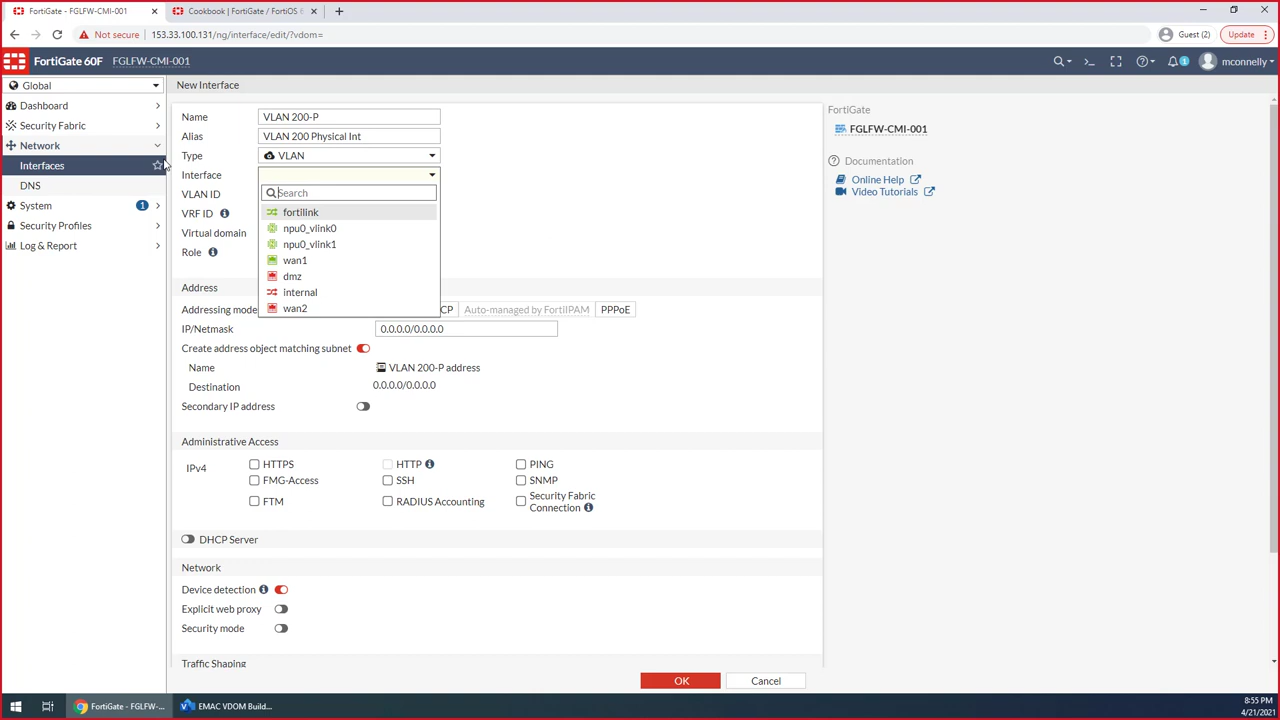 FortiGate - FGLFW-CMI-001
Cookbook | FortiGate / FortiOS 6
Not secure
153.33.100.131/ng/interface/edit/?vdom=
Guest (2)
Update
FortiGate 60F
FGLFW-CMI-001
1
mconnelly
Global
New Interface
Dashboard
Security Fabric
Network
Interfaces
DNS
System
1
Security Profiles
Log & Report
Name
VLAN 200-P
Alias
VLAN 200 Physical Int
Type
VLAN
Interface
VLAN ID
Search
VRF ID
fortilink
npu0_vlink0
Virtual domain
npu0_vlink1
Role
wan1
dmz
internal
wan2
Address
Addressing mode
CP
Auto-managed by FortiIPAM
PPPoE
IP/Netmask
0.0.0.0/0.0.0.0
Create address object matching subnet
Name
VLAN 200-P address
Destination
0.0.0.0/0.0.0.0
Secondary IP address
Administrative Access
IPv4
HTTPS
HTTP
PING
FMG-Access
SSH
SNMP
FTM
RADIUS Accounting
Security Fabric
Connection
DHCP Server
Network
Device detection
Explicit web proxy
Security mode
Traffic Shaping
OK
Cancel
FortiGate
FGLFW-CMI-001
Documentation
Online Help
Video Tutorials
FortiGate - FGLFW-...
EMAC VDOM Build...
8:55 PM
4/21/2021